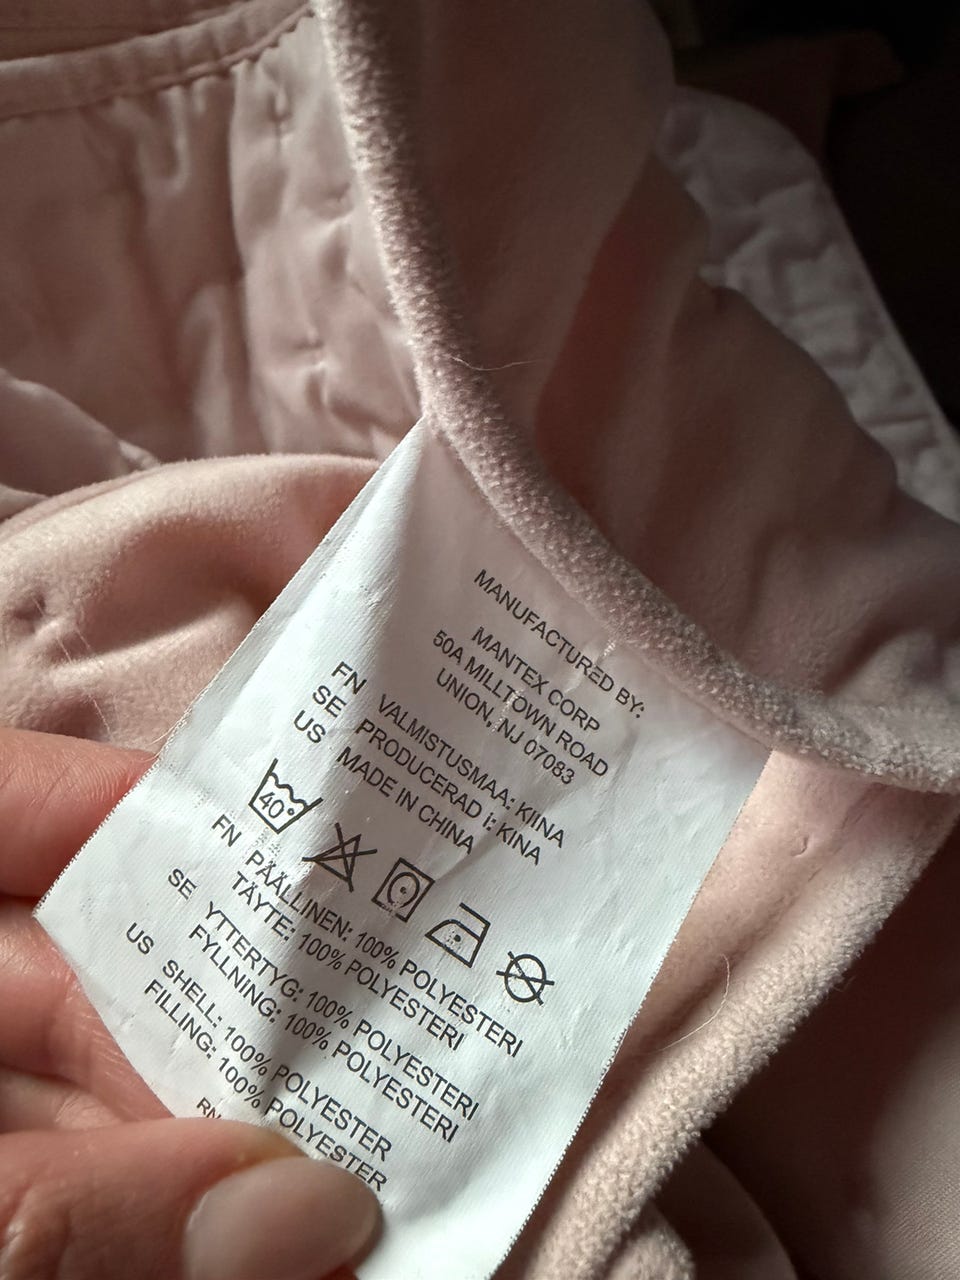 MANUFACTURED BY:
MANTEX CORP
50A MILLTOWN ROAD
UNION, NJ 07083
FN VALMISTUSMAA: KIINA
SE PRODUCERAD I: KINA
US MADE IN CHINA
40°
FN PÄÄLLINEN: 100% POLYESTERI
TÄYTE: 100% POLYESTERI
SE YTTERTYG: 100% POLYESTERI
FYLLNING: 100% POLYESTERI
US SHELL: 100% POLYESTER
FILLING: 100% POLYESTER
RN